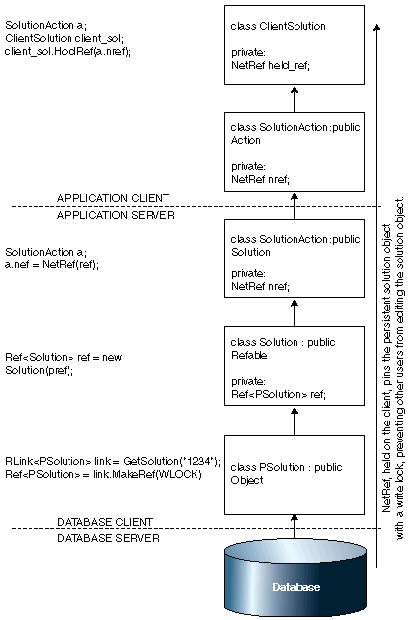 SolutionAction a;
ClientSolution client_sol;
client_sol.HoclRef(a.nref);
class ClientSolution
private:
NetRef held_ref;
class SolutionAction:public
Action
private:
NetRef nref;
APPLICATION CLIENT
APPLICATION SERVER
SolutionAction a;
a.nef = NetRef(ref);
class SolutionAction:public
Solution
private:
NetRef nref;
Ref<Solution> ref = new
Solution(pref);
class Solution : public
Refable
private:
Ref<PSolution> ref;
RLink<PSolution> link = GetSolution("1234");
Ref<PSolution> = link.MakeRef(WLOCK)
class PSolution : public
Object
DATABASE CLIENT
DATABASE SERVER
Database
NetRef, held on the client, pins the persistent solution object
with a write lock, preventing other users from editing the solution object.